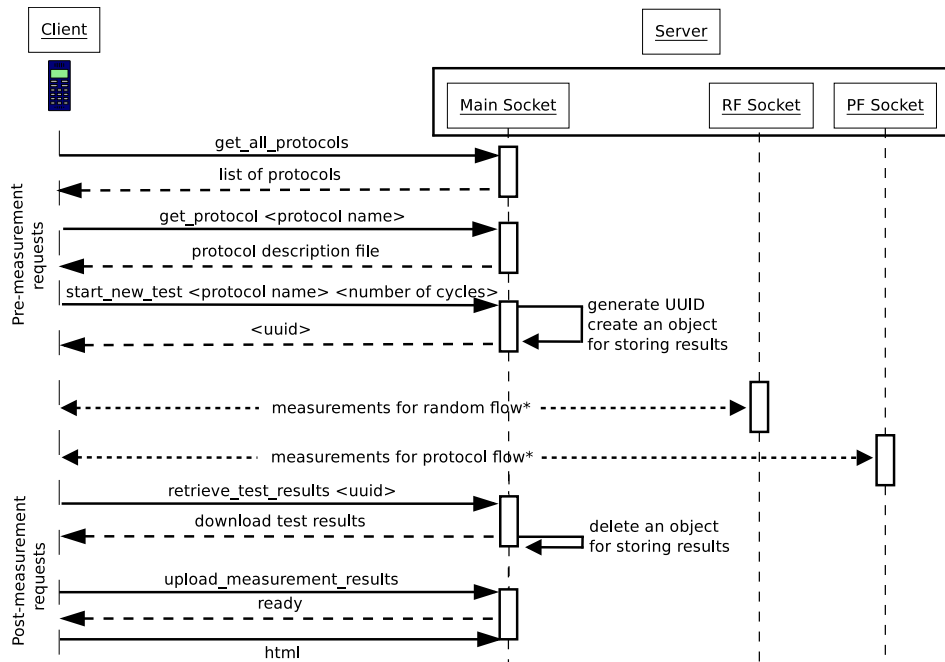 Client
Server
Main Socket
RF Socket
PF Socket
get_all_protocols
list of protocols
Pre-measurement
requests
get_protocol <protocol name>
protocol description file
start_new_test <protocol name> <number of cycles>
generate UUID
create an object
for storing results
<uuid>
measurements for random flow*
measurements for protocol flow*
Post-measurement
requests
retrieve_test_results <uuid>
download test results
delete an object
for storing results
upload_measurement_results
ready
html